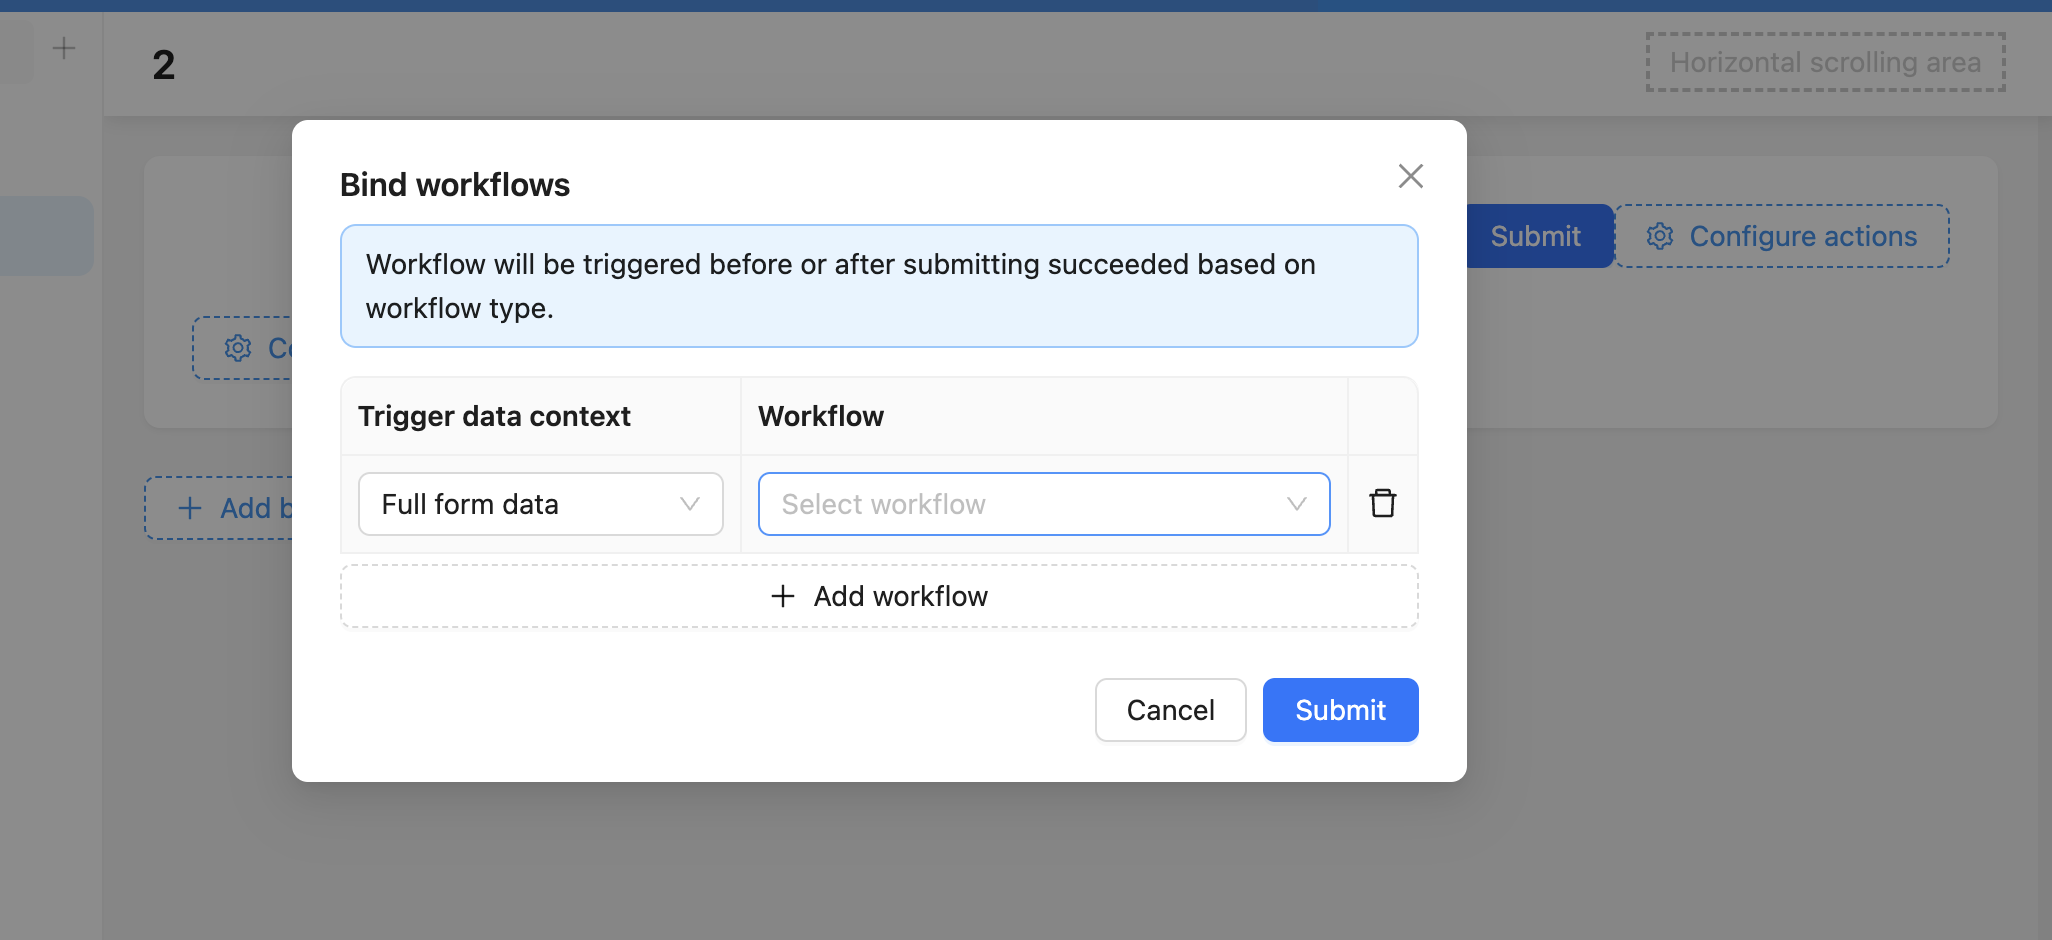 2
Horizontal scrolling area
Bind workflows
Workflow will be triggered before or after submitting succeeded based on
workflow type.
Submit
Configure actions
Trigger data context
Workflow
Full form data
Select workflow
Add workflow
Add
Cancel
Submit